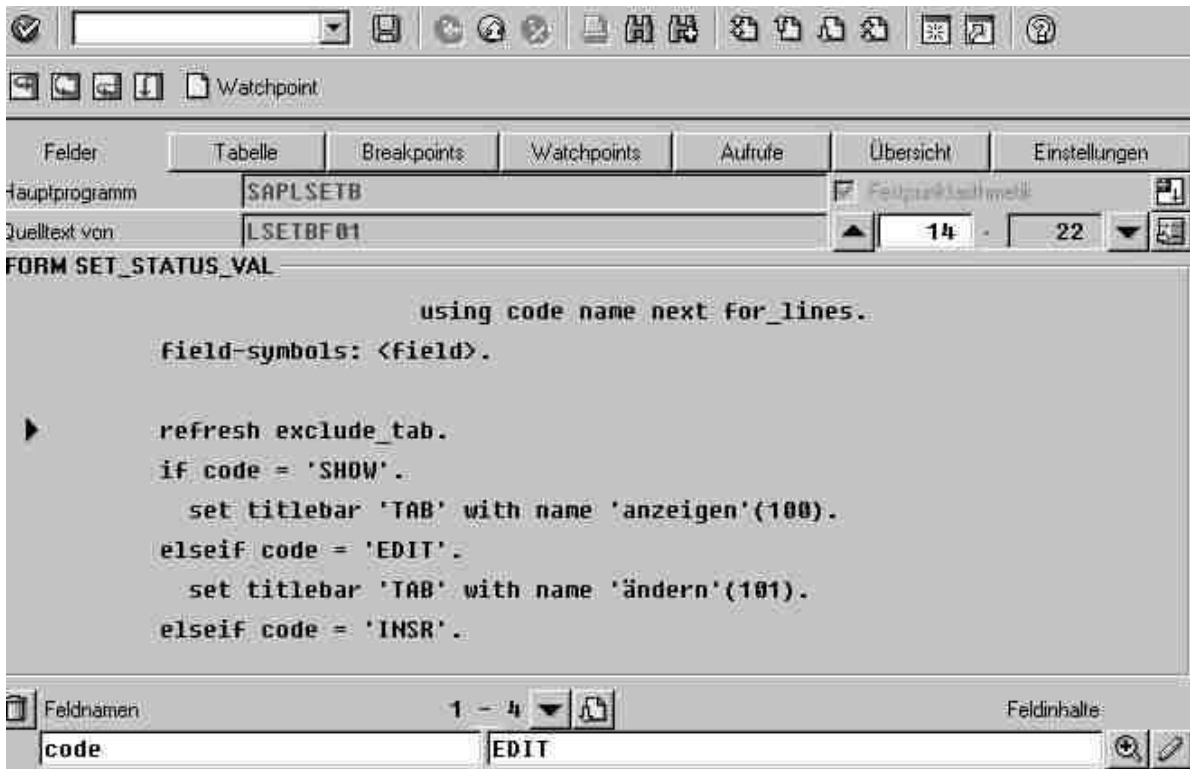 Watchpoint
Felder Tabelle Breakpoints Watchpoints Aufrufe Übersicht Einstellungen
Hauptprogramm SAPLSETB Festpunktarithmetik
Quelltext von LSETBF01 14 - 22
FORM SET_STATUS_VAL
using code name next for_lines.
field-symbols: <field>.
refresh exclude_tab.
if code = 'SHOW'.
set titlebar 'TAB' with name 'anzeigen'(100).
elseif code = 'EDIT'.
set titlebar 'TAB' with name 'ändern'(101).
elseif code = 'INSR'.
Feldnamen 1 - 4 Feldinhalte
code EDIT